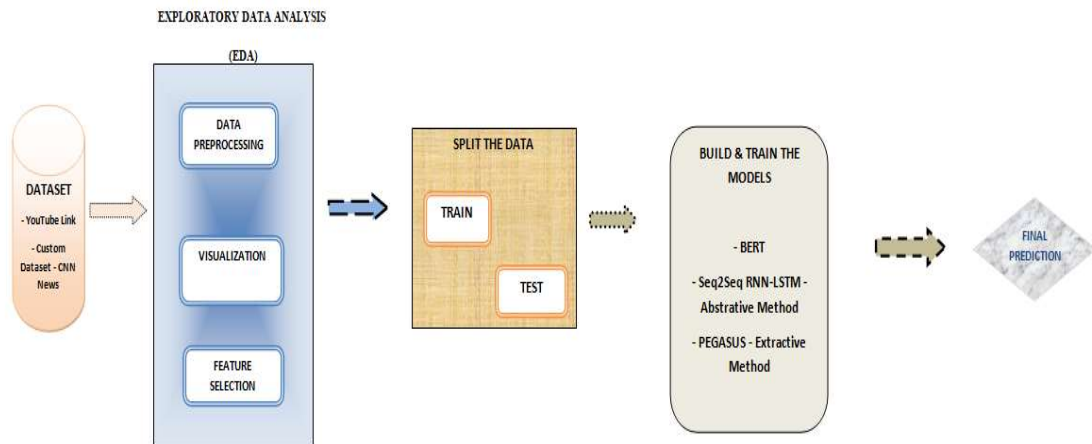 EXPLORATORY DATA ANALYSIS
(EDA)
DATASET
- YouTube Link
- Custom
Dataset - CNN
News
DATA
PREPROCESSING
VISUALIZATION
FEATURE
SELECTION
SPLIT THE DATA
TRAIN
TEST
BUILD & TRAIN THE
MODELS
- BERT
- Seq2Seq RNN-LSTM -
Abstrative Method
- PEGASUS - Extractive
Method
FINAL
PREDICTION